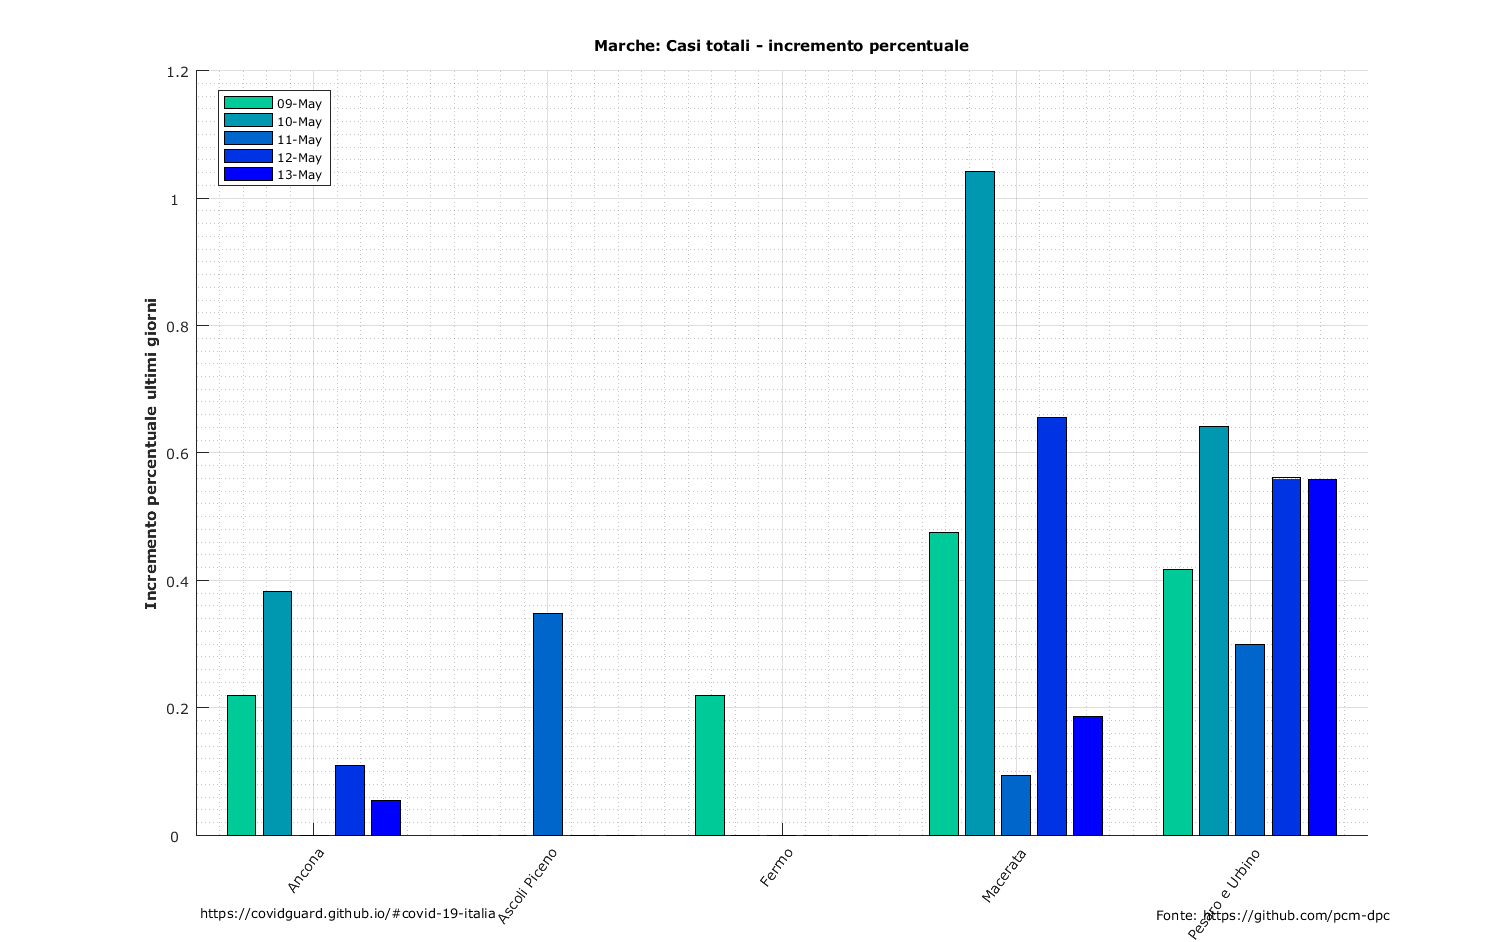 Marche: Casi totali - incremento percentuale
1.2
1
0.8
0.6
0.4
0.2
0
Incremento percentuale ultimi giorni
09-May
10-May
11-May
12-May
13-May
Ancona
Ascoli Piceno
Fermo
Macerata
Pesaro e Urbino
https://covidguard.github.io/#covid-19-italia
Fonte: https://github.com/pcm-dpc